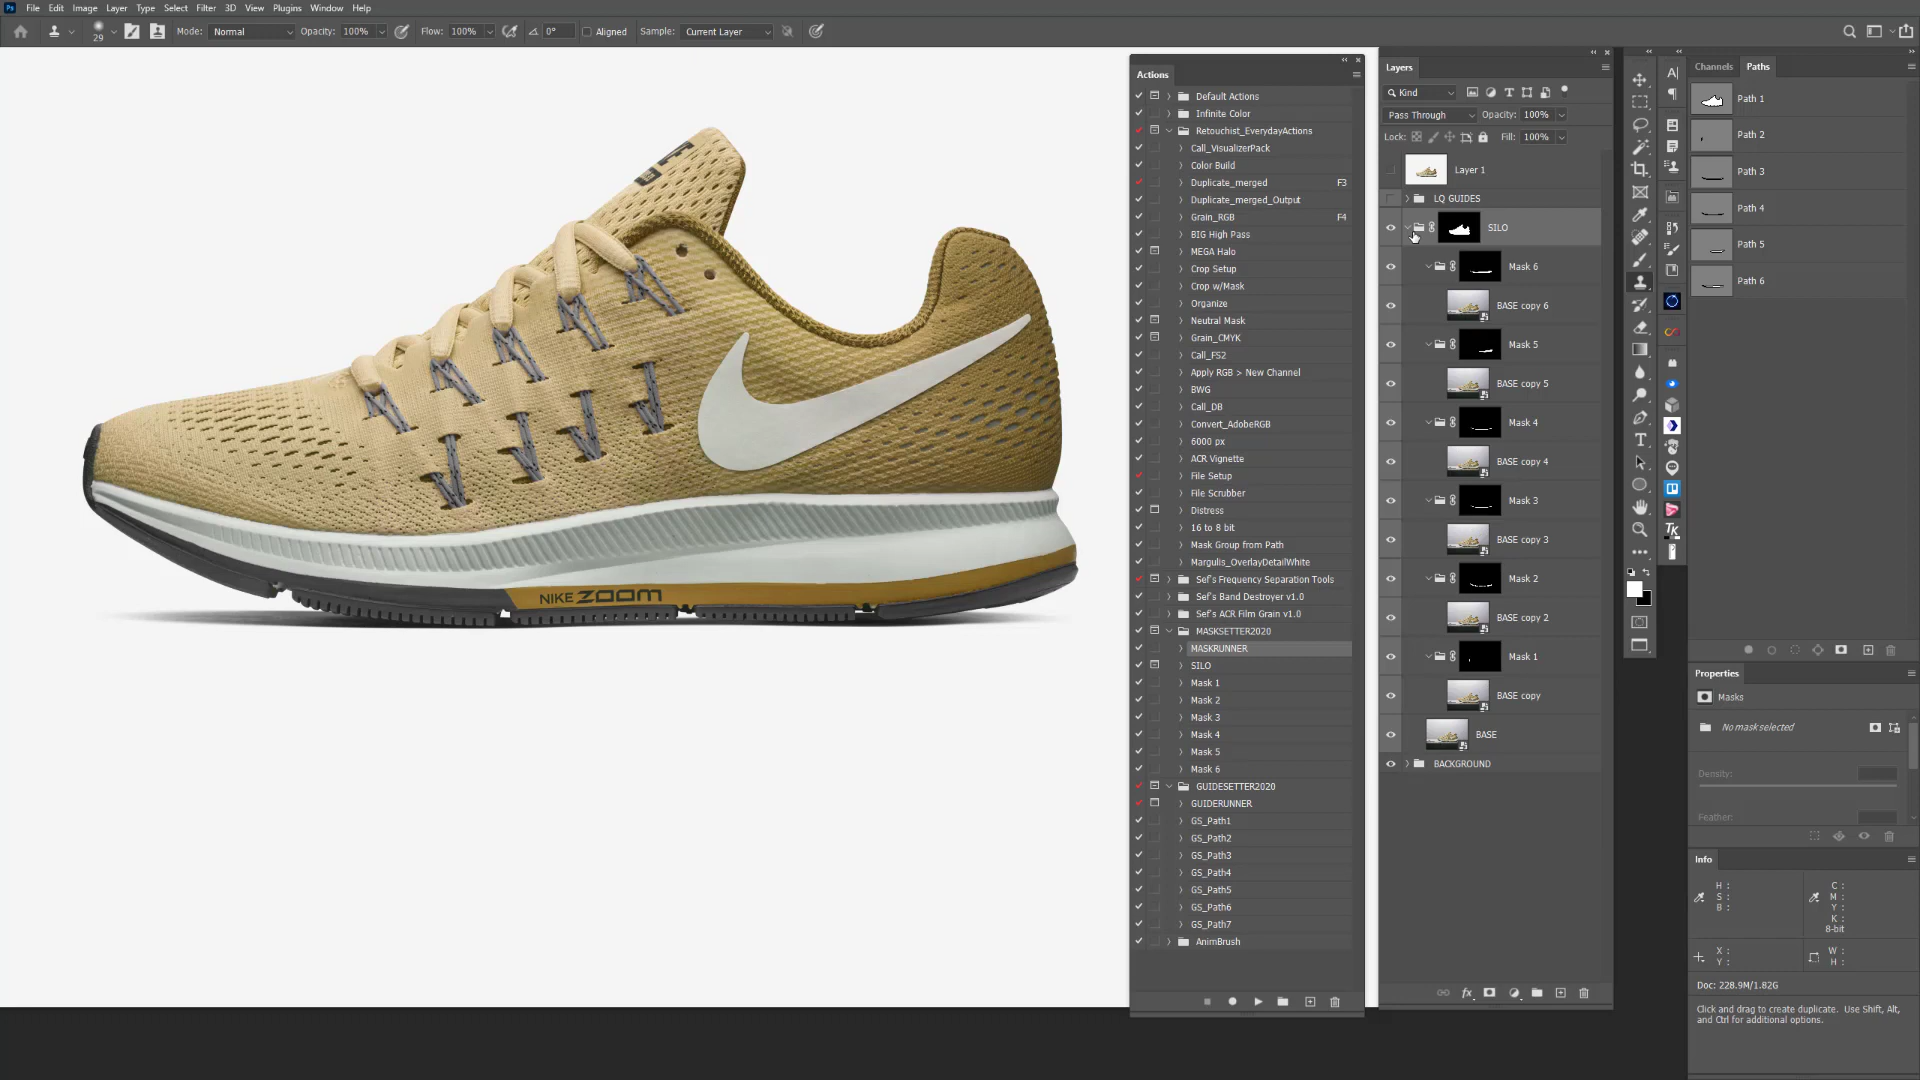 Ps File Edit Image Layer Type Select Filter 3D View Plugins Window Help
29 Mode: Normal Opacity: 100% Flow: 100% 0° Aligned Sample: Current Layer
NIKE ZOOM
Actions
Default Actions
Infinite Color
Retouchist_EverydayActions
Call_VisualizerPack
Color Build
Duplicate_merged F3
Duplicate_merged_Output
Grain_RGB F4
BIG High Pass
MEGA Halo
Crop Setup
Crop w/Mask
Organize
Neutral Mask
Grain_CMYK
Call_FS2
Apply RGB > New Channel
BWG
Call_DB
Convert_AdobeRGB
6000 px
ACR Vignette
File Setup
File Scrubber
Distress
16 to 8 bit
Mask Group from Path
Margulis_OverlayDetailWhite
Sef's Frequency Separation Tools
Sef's Band Destroyer v1.0
Sef's ACR Film Grain v1.0
MASKSETTER2020
MASKRUNNER
SILO
Mask 1
Mask 2
Mask 3
Mask 4
Mask 5
Mask 6
GUIDESETTER2020
GUIDERUNNER
GS_Path1
GS_Path2
GS_Path3
GS_Path4
GS_Path5
GS_Path6
GS_Path7
AnimBrush
Layers
Kind
Pass Through Opacity: 100%
Lock: Fill: 100%
Layer 1
LQ GUIDES
SILO
Mask 6
BASE copy 6
Mask 5
BASE copy 5
Mask 4
BASE copy 4
Mask 3
BASE copy 3
Mask 2
BASE copy 2
Mask 1
BASE copy
BASE
BACKGROUND
fx
TK
Channels Paths
Path 1
Path 2
Path 3
Path 4
Path 5
Path 6
Properties
Masks
No mask selected
Density:
Feather:
Info
H : C :
S : M :
B : Y :
K :
8-bit
X : W :
Y : H :
Doc: 228.9M/1.82G
Click and drag to create duplicate. Use Shift, Alt,
and Ctrl for additional options.